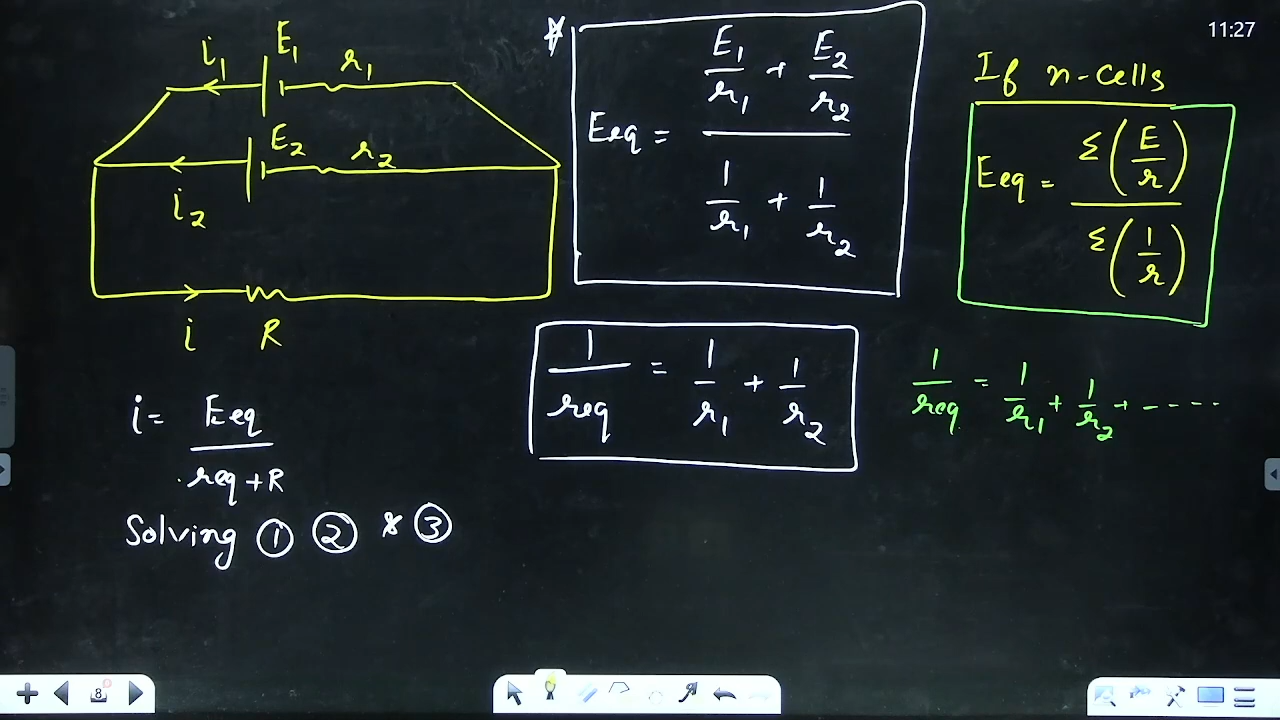 11:27
i₁ E₁ r₁
i₂ E₂ r₂
i R
i = Eeq / (req + R)
Solving ① ② & ③
* Eeq = (E₁/r₁ + E₂/r₂) / (1/r₁ + 1/r₂)
1/req = 1/r₁ + 1/r₂
If n-cells
Eeq = Σ(E/r) / Σ(1/r)
1/req = 1/r₁ + 1/r₂ + -----
8